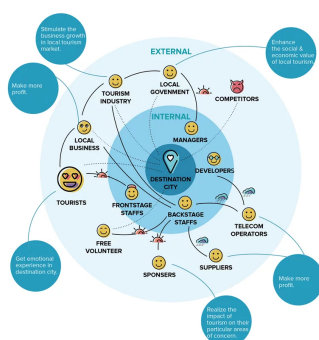 Stimulate the
business growth
in local tourism
market.
Enhance
the social &
economic value
of local tourism.
EXTERNAL
TOURISM
INDUSTRY
LOCAL
GOVENMENT
COMPETITORS
Make more
profit.
INTERNAL
LOCAL
BUSINESS
MANAGERS
DEVELOPERS
DESTINATION
CITY
TOURISTS
FRONTSTAGE
STAFFS
BACKSTAGE
STAFFS
TELECOM
OPERATORS
FREE
VOLUNTEER
Get emotional
experience in
destination city.
SPONSERS
SUPPLIERS
Make more
profit.
Realize the
impact of
tourism on their
particular areas
of concern